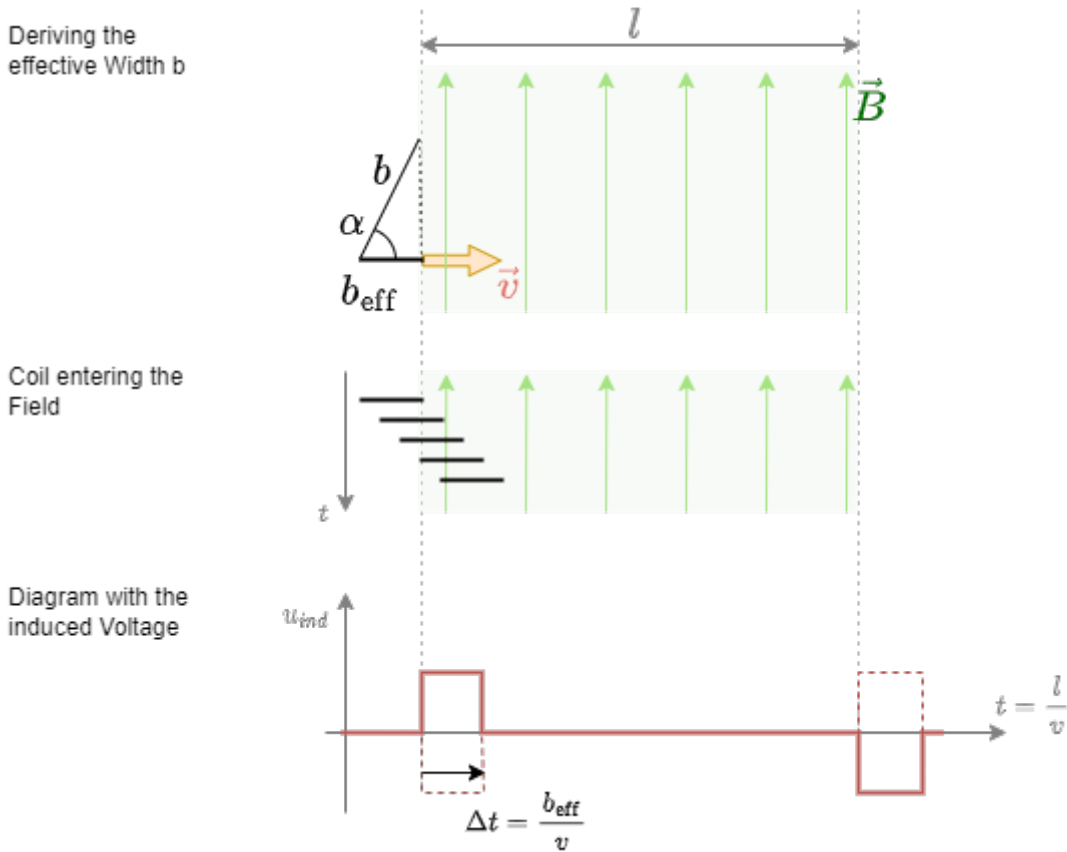 Deriving the
effective Width b
l
B⃗
b
α
b_eff
v⃗
Coil entering the
Field
t
Diagram with the
induced Voltage
u_ind
t = l/v
Δt = b_eff/v